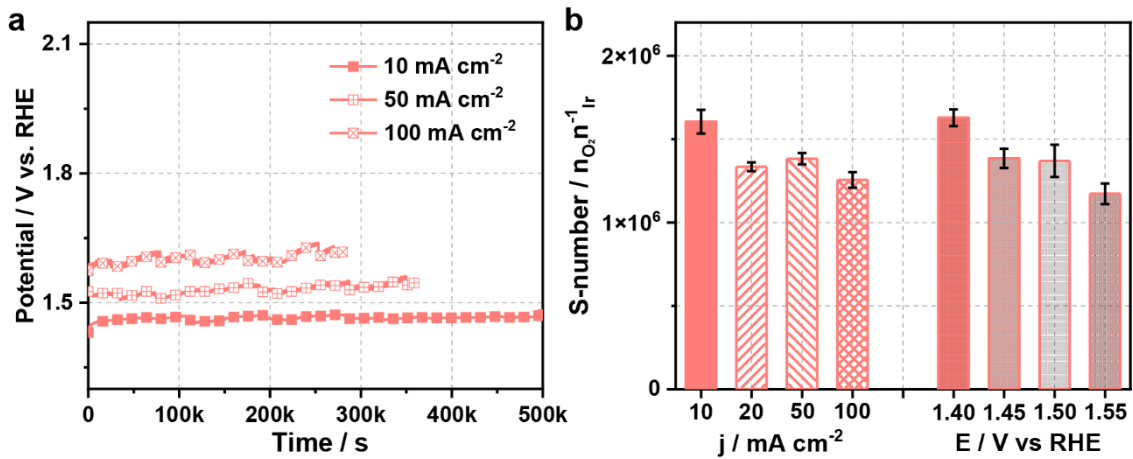 a
Potential / V vs. RHE
2.1
1.8
1.5
10 mA cm⁻²
50 mA cm⁻²
100 mA cm⁻²
0 100k 200k 300k 400k 500k
Time / s
b
S-number / nO₂n⁻¹Ir
2×10⁶
1×10⁶
0
10 20 50 100 1.40 1.45 1.50 1.55
j / mA cm⁻² E / V vs RHE